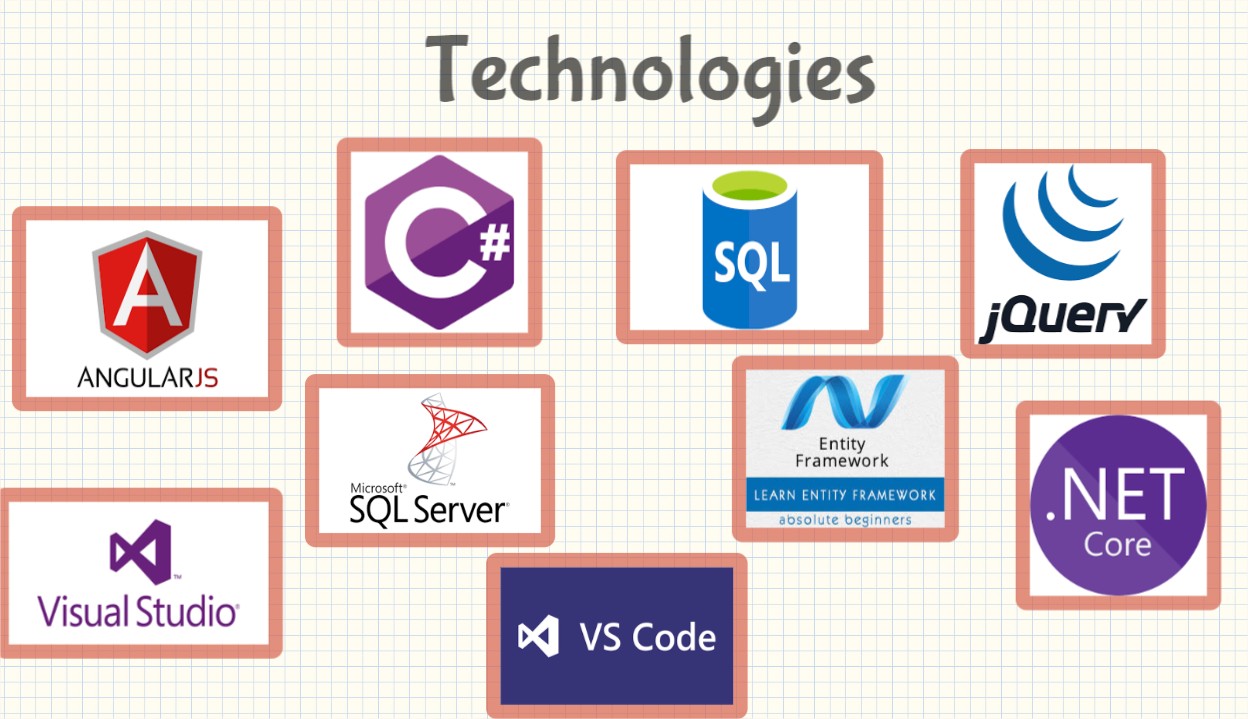 Technologies
A
ANGULARJS
C#
SQL
jQuery
Microsoft®
SQL Server®
Entity
Framework
LEARN ENTITY FRAMEWORK
absolute beginners
.NET
Core
™
Visual Studio®
VS Code